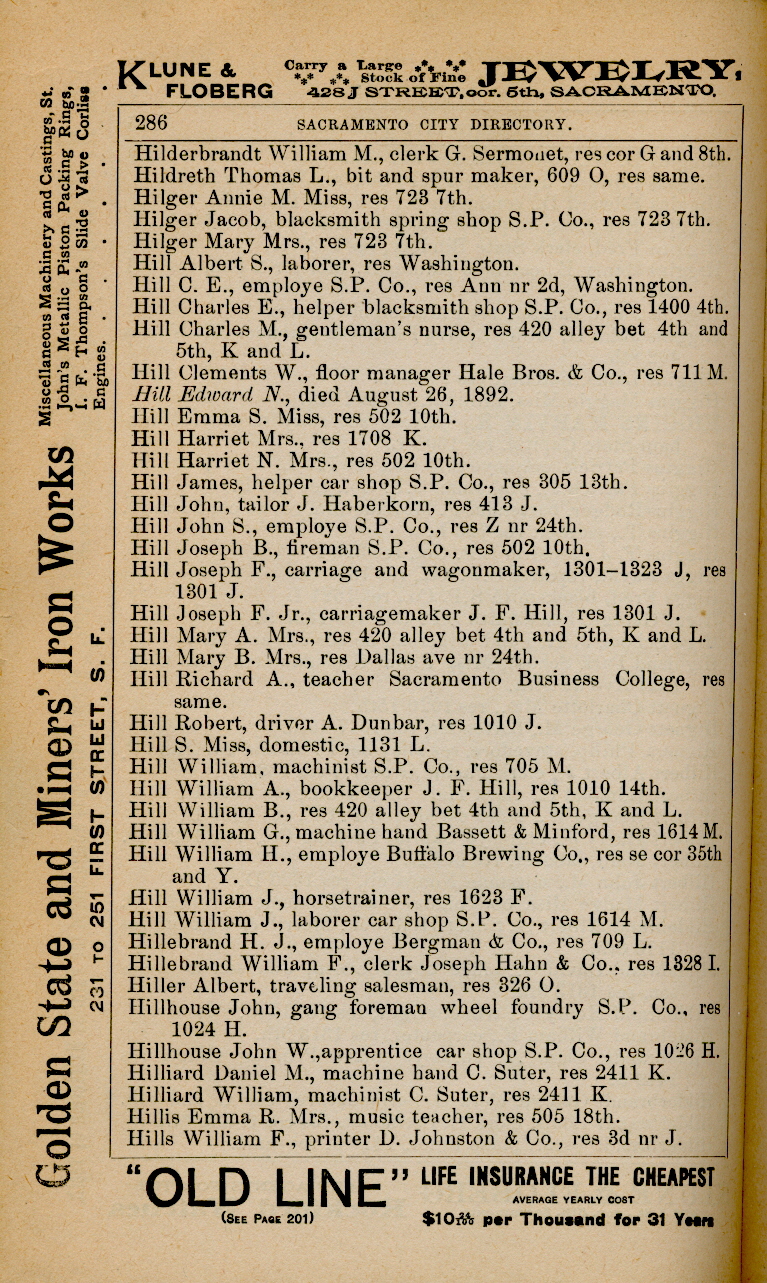 KLUNE & FLOBERG
Carry a Large Stock of Fine JEWELRY,
428 J STREET, cor. 5th, SACRAMENTO.
286 SACRAMENTO CITY DIRECTORY.
Hilderbrandt William M., clerk G. Sermonet, res cor G and 8th.
Hildreth Thomas L., bit and spur maker, 609 O, res same.
Hilger Annie M. Miss, res 723 7th.
Hilger Jacob, blacksmith spring shop S.P. Co., res 723 7th.
Hilger Mary Mrs., res 723 7th.
Hill Albert S., laborer, res Washington.
Hill C. E., employe S.P. Co., res Ann nr 2d, Washington.
Hill Charles E., helper blacksmith shop S.P. Co., res 1400 4th.
Hill Charles M., gentleman's nurse, res 420 alley bet 4th and
5th, K and L.
Hill Clements W., floor manager Hale Bros. & Co., res 711 M.
Hill Edward N., died August 26, 1892.
Hill Emma S. Miss, res 502 10th.
Hill Harriet Mrs., res 1708 K.
Hill Harriet N. Mrs., res 502 10th.
Hill James, helper car shop S.P. Co., res 305 13th.
Hill John, tailor J. Haberkorn, res 413 J.
Hill John S., employe S.P. Co., res Z nr 24th.
Hill Joseph B., fireman S.P. Co., res 502 10th.
Hill Joseph F., carriage and wagonmaker, 1301–1323 J, res
1301 J.
Hill Joseph F. Jr., carriagemaker J. F. Hill, res 1301 J.
Hill Mary A. Mrs., res 420 alley bet 4th and 5th, K and L.
Hill Mary B. Mrs., res Dallas ave nr 24th.
Hill Richard A., teacher Sacramento Business College, res
same.
Hill Robert, driver A. Dunbar, res 1010 J.
Hill S. Miss, domestic, 1131 L.
Hill William, machinist S.P. Co., res 705 M.
Hill William A., bookkeeper J. F. Hill, res 1010 14th.
Hill William B., res 420 alley bet 4th and 5th, K and L.
Hill William G., machine hand Bassett & Minford, res 1614 M.
Hill William H., employe Buffalo Brewing Co., res se cor 35th
and Y.
Hill William J., horsetrainer, res 1623 F.
Hill William J., laborer car shop S.P. Co., res 1614 M.
Hillebrand H. J., employe Bergman & Co., res 709 L.
Hillebrand William F., clerk Joseph Hahn & Co., res 1328 I.
Hiller Albert, traveling salesman, res 326 O.
Hillhouse John, gang foreman wheel foundry S.P. Co., res
1024 H.
Hillhouse John W., apprentice car shop S.P. Co., res 1026 H.
Hilliard Daniel M., machine hand C. Suter, res 2411 K.
Hilliard William, machinist C. Suter, res 2411 K.
Hillis Emma R. Mrs., music teacher, res 505 18th.
Hills William F., printer D. Johnston & Co., res 3d nr J.
Golden State and Miners' Iron Works
231 TO 251 FIRST STREET, S. F.
Miscellaneous Machinery and Castings, St.
John's Metallic Piston Packing Rings,
I. F. Thompson's Slide Valve Corliss
Engines.
"OLD LINE"
(SEE PAGE 201)
LIFE INSURANCE THE CHEAPEST
AVERAGE YEARLY COST
$10 per Thousand for 31 Years